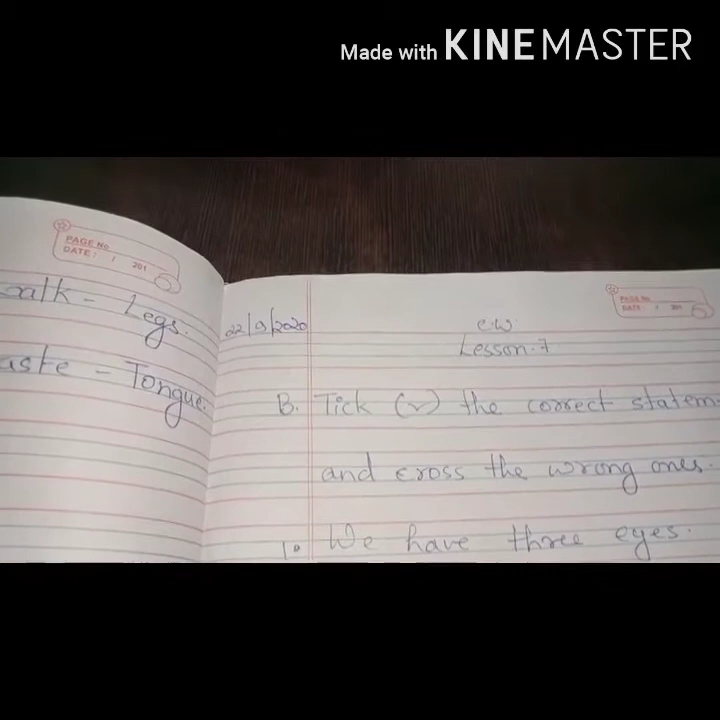 Made with KINEMASTER
PAGE No
DATE: / 201
walk - Legs.
aste - Tongue.
PAGE No
DATE: / 201
22/9/2020
C.W
Lesson.7
B. Tick (✓) the correct statem
and cross the wrong ones.
1. We have three eyes.